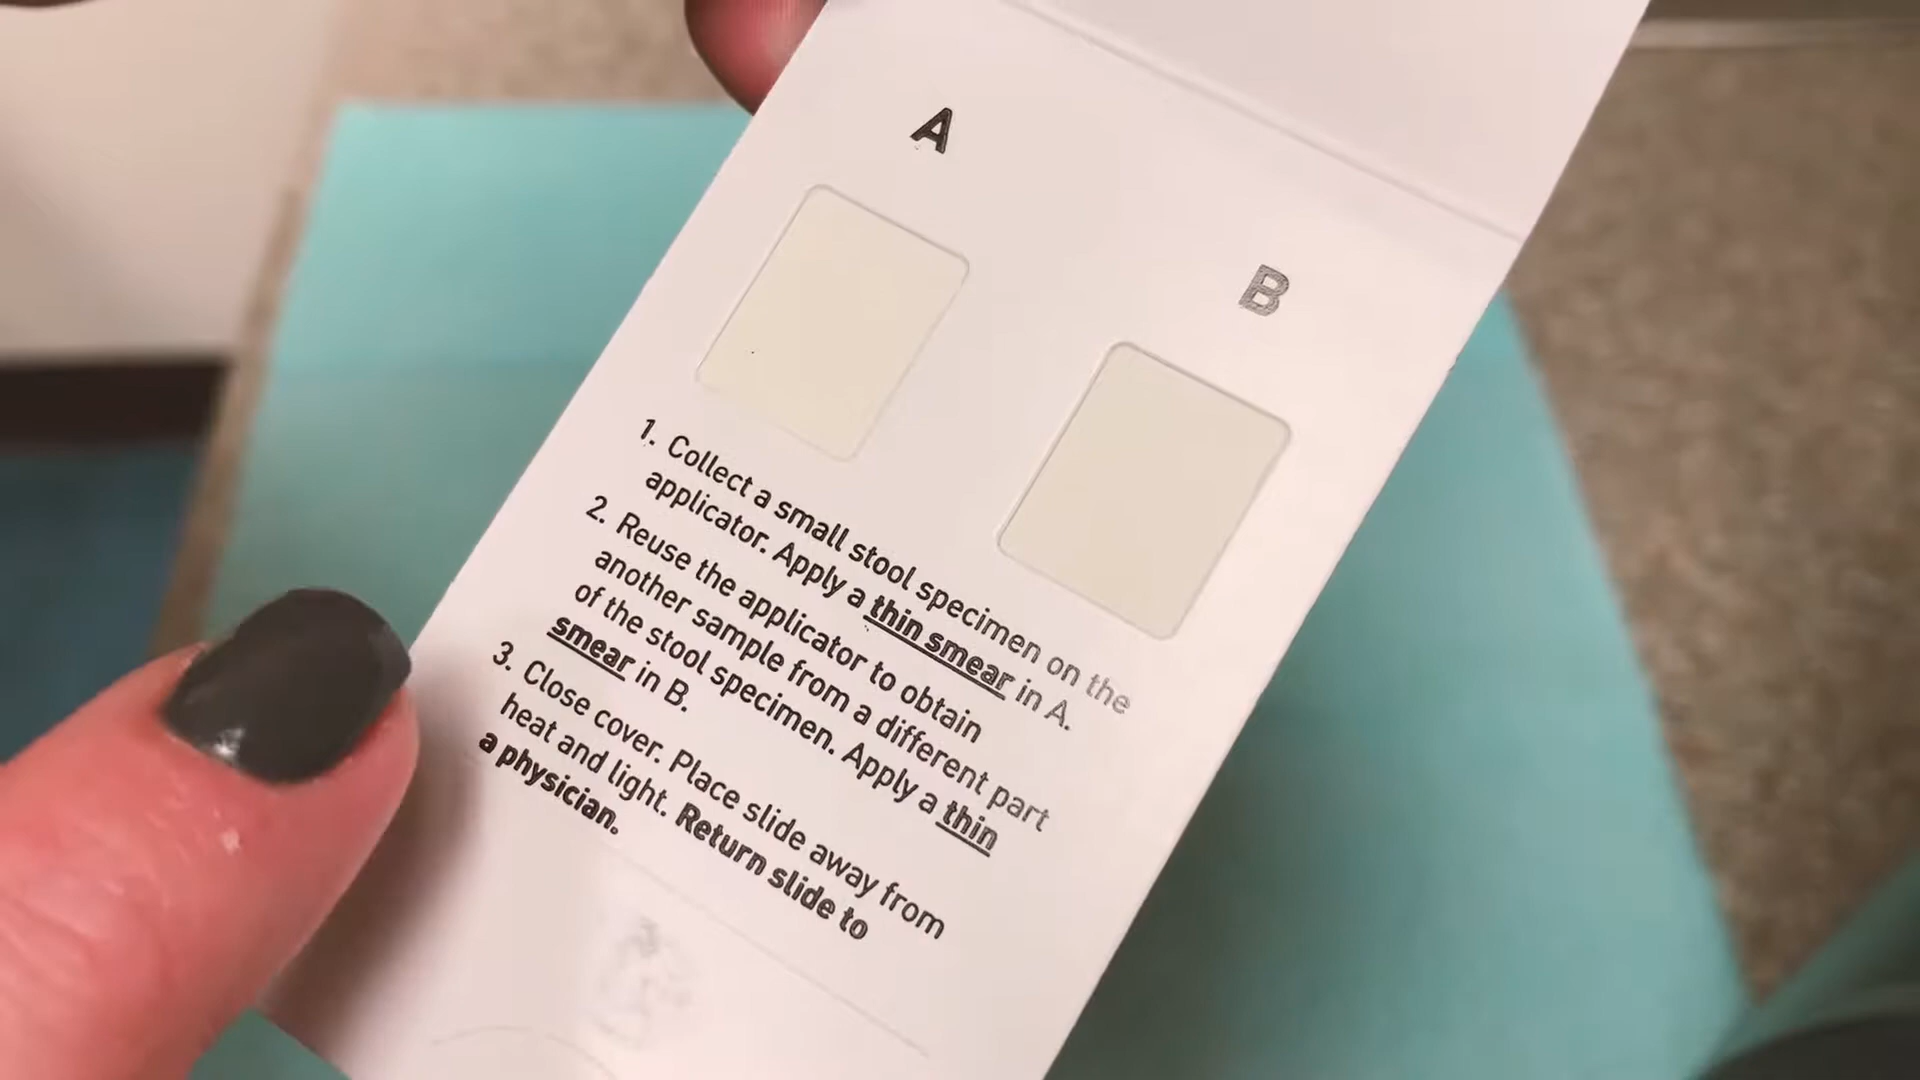 A
B
1. Collect a small stool specimen on the
applicator. Apply a thin smear in A.
2. Reuse the applicator to obtain
another sample from a different part
of the stool specimen. Apply a thin
smear in B.
3. Close cover. Place slide away from
heat and light. Return slide to
a physician.